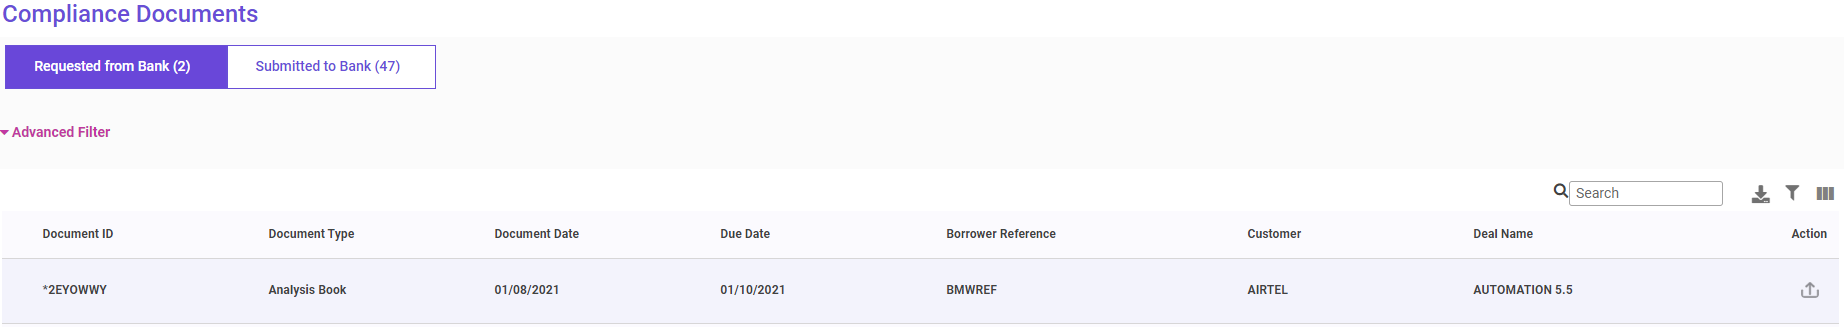 Compliance Documents
Requested from Bank (2) Submitted to Bank (47)
Advanced Filter
Search
Document ID Document Type Document Date Due Date Borrower Reference Customer Deal Name Action
*2EYOWWY Analysis Book 01/08/2021 01/10/2021 BMWREF AIRTEL AUTOMATION 5.5